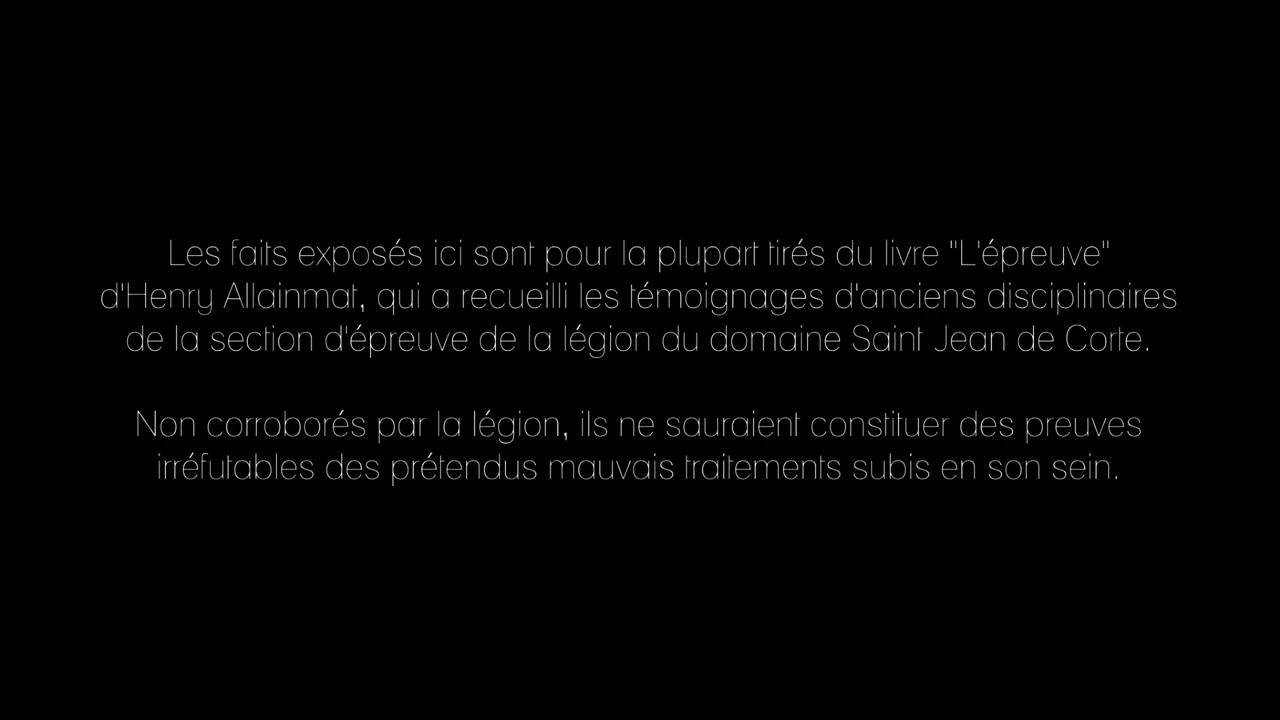 Les faits exposés ici sont pour la plupart tirés du livre "L'épreuve"
d'Henry Allainmat, qui a recueilli les témoignages d'anciens disciplinaires
de la section d'épreuve de la légion du domaine Saint Jean de Corte.
Non corroborés par la légion, ils ne sauraient constituer des preuves
irréfutables des prétendus mauvais traitements subis en son sein.